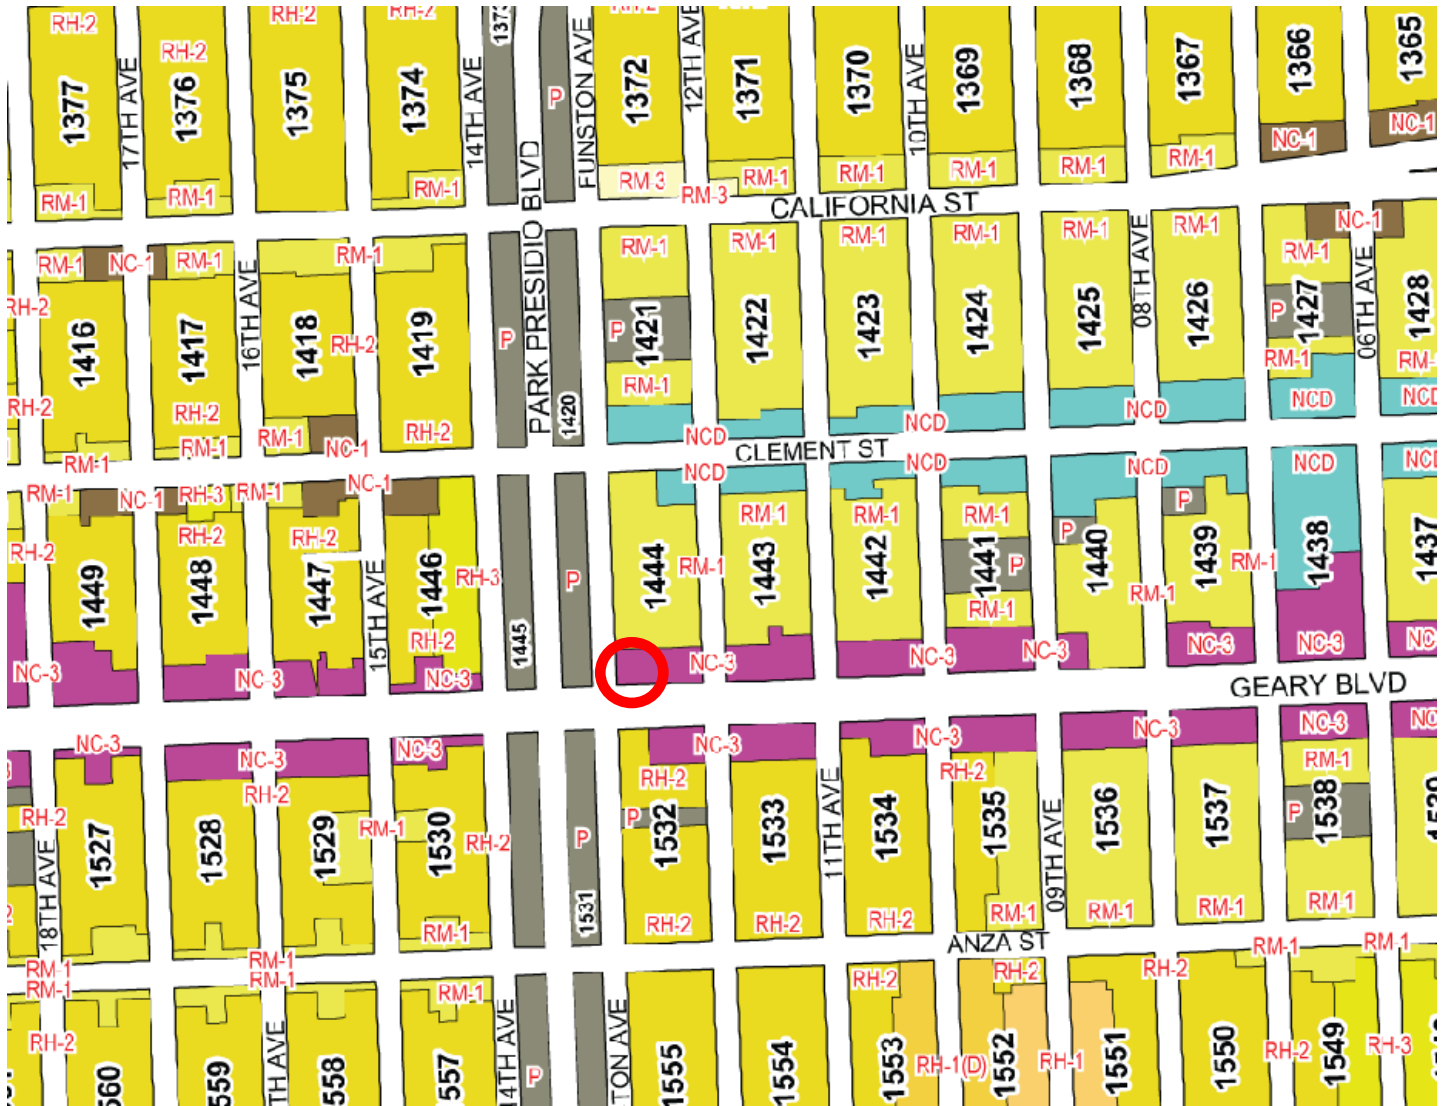 RH-2
RH-2
RH-2
RH-2
1377
1376
1375
1374
1373
1372
1371
1370
1369
1368
1367
1366
1365
17TH AVE
14TH AVE
FUNSTON AVE
12TH AVE
10TH AVE
P
NC-1
NC-1
RM-1
RM-1
RM-1
RM-3
RM-3
RM-1
RM-1
RM-1
RM-1
RM-1
CALIFORNIA ST
PARK PRESIDIO BLVD
RM-1
NC-1
RM-1
RM-1
RM-1
RM-1
RM-1
RM-1
RM-1
RM-1
RM-1
NC-1
RH-2
1416
1417
16TH AVE
1418
RH-2
1419
P
1420
P
1421
1422
1423
1424
1425
08TH AVE
1426
P
1427
06TH AVE
1428
RM-1
RM-1
RH-2
RH-2
RM-1
RM-1
RM-1
NC-1
RH-2
NCD
NCD
NCD
NCD
CLEMENT ST
NCD
NCD
NCD
NCD
RM-1
NC-1
RH-3
RM-1
NC-1
RH-2
RH-2
RH-2
RM-1
RM-1
RM-1
P
P
1449
1448
1447
15TH AVE
1446
RH-3
1445
P
1444
RM-1
1443
1442
1441
P
1440
RM-1
1439
RM-1
1438
1437
RM-1
RH-2
NC-3
NC-3
NC-3
NC-3
NC-3
NC-3
NC-3
NC-3
GEARY BLVD
NC-3
NC-3
NC-3
NC-3
NC-3
NC-3
NC-3
RH-2
RH-2
RH-2
RH-2
RM-1
18TH AVE
1527
1528
1529
RM-1
1530
RH-2
P
1531
P
1532
1533
11TH AVE
1534
1535
09TH AVE
1536
1537
P
1538
RM-1
RH-2
RH-2
RH-2
RM-1
RM-1
RM-1
RM-1
ANZA ST
RM-1
RM-1
RM-1
RM-1
RM-1
RM-1
RH-2
RH-2
RH-2
RM-1
RH-2
14TH AVE
P
1555
1554
1553
RH-1(D)
1552
RH-1
1551
1550
RH-2
1549
RH-3